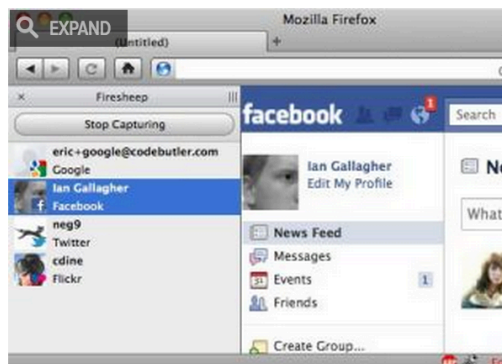 EXPAND
Mozilla Firefox
(Untitled)
+
× Firesheep
Stop Capturing
eric+google@codebutler.com
Google
Ian Gallagher
Facebook
neg9
Twitter
cdine
Flickr
facebook
1
Search
Ian Gallagher
Edit My Profile
News Feed
Messages
31 Events 1
Friends
Create Group...
What